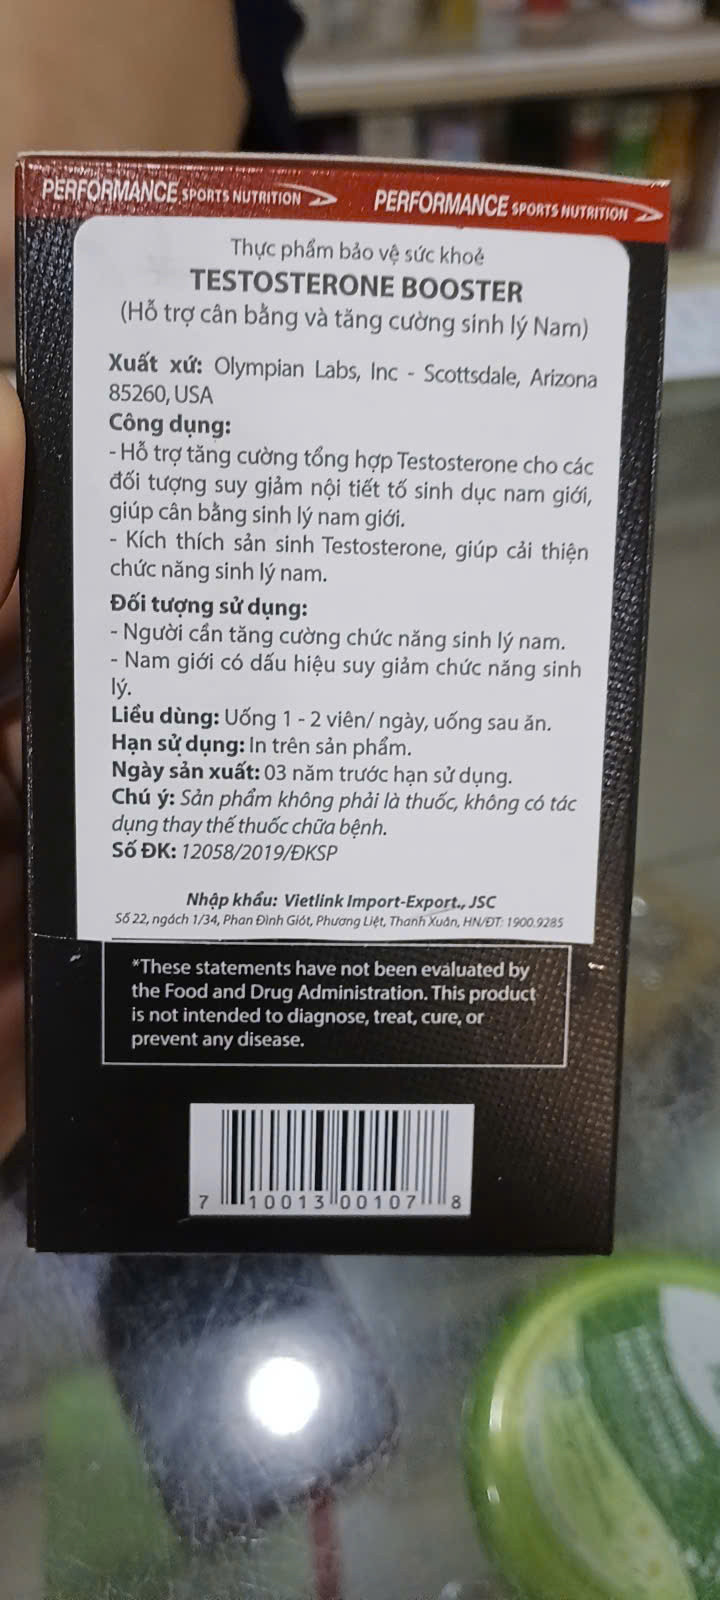 PERFORMANCE SPORTS NUTRITION PERFORMANCE SPORTS NUTRITION
Thực phẩm bảo vệ sức khoẻ
TESTOSTERONE BOOSTER
(Hỗ trợ cân bằng và tăng cường sinh lý Nam)
Xuất xứ: Olympian Labs, Inc - Scottsdale, Arizona
85260, USA
Công dụng:
- Hỗ trợ tăng cường tổng hợp Testosterone cho các
đối tượng suy giảm nội tiết tố sinh dục nam giới,
giúp cân bằng sinh lý nam giới.
- Kích thích sản sinh Testosterone, giúp cải thiện
chức năng sinh lý nam.
Đối tượng sử dụng:
- Người cần tăng cường chức năng sinh lý nam.
- Nam giới có dấu hiệu suy giảm chức năng sinh
lý.
Liều dùng: Uống 1 - 2 viên/ ngày, uống sau ăn.
Hạn sử dụng: In trên sản phẩm.
Ngày sản xuất: 03 năm trước hạn sử dụng.
Chú ý: Sản phẩm không phải là thuốc, không có tác
dụng thay thế thuốc chữa bệnh.
Số ĐK: 12058/2019/ĐKSP
Nhập khẩu: Vietlink Import-Export., JSC
Số 22, ngách 1/34, Phan Đình Giót, Phương Liệt, Thanh Xuân, HN/ĐT: 1900.9285
*These statements have not been evaluated by
the Food and Drug Administration. This product
is not intended to diagnose, treat, cure, or
prevent any disease.
7 10013 00107 8